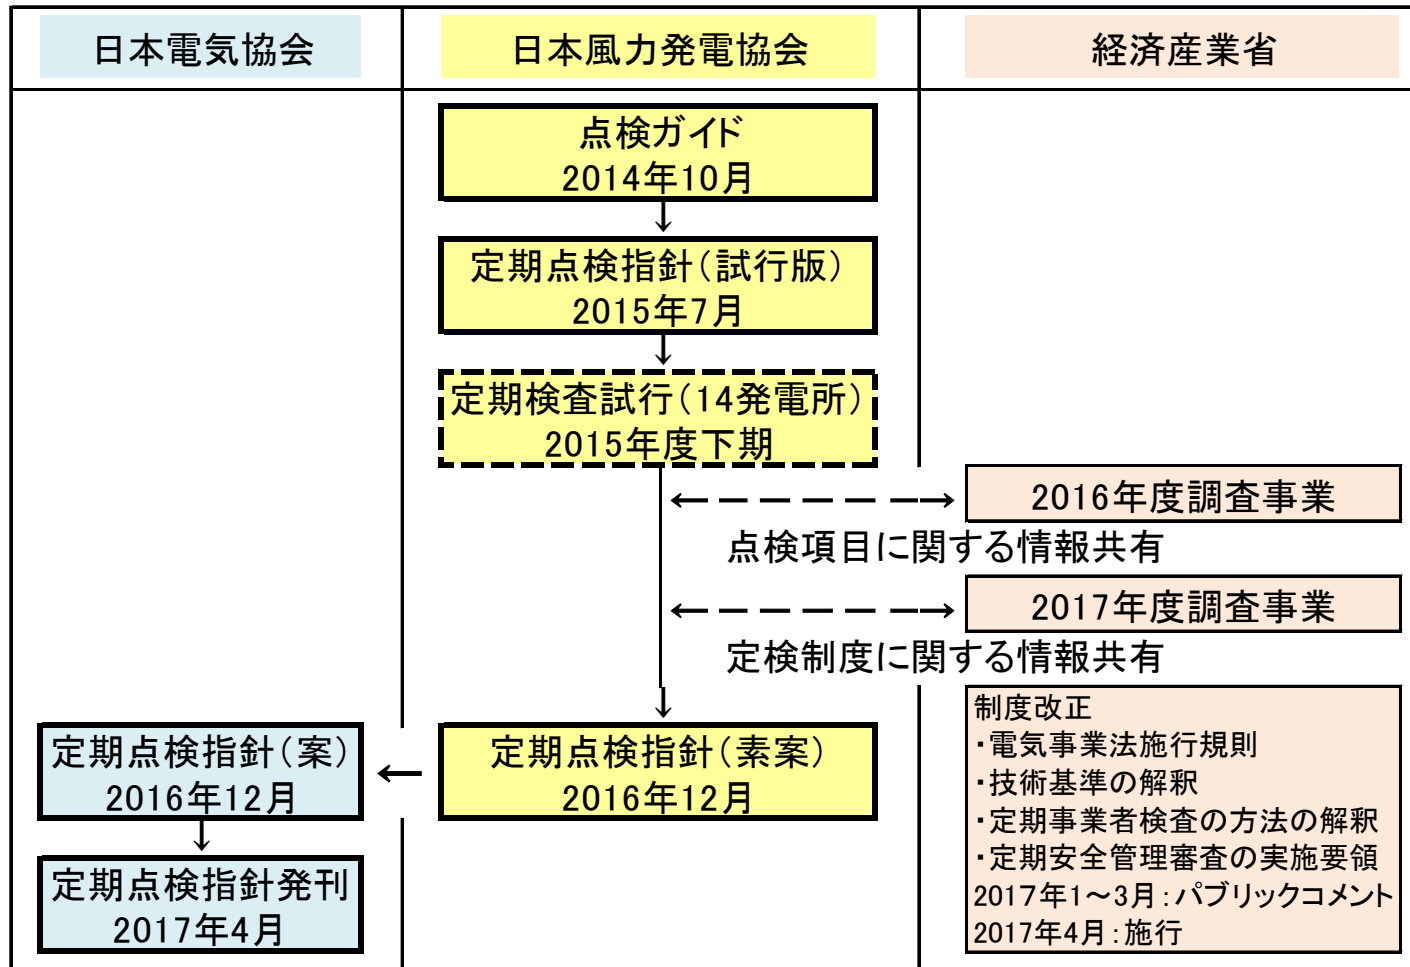 日本電気協会
日本風力発電協会
経済産業省
点検ガイド
2014年10月
定期点検指針（試行版）
2015年7月
定期検査試行（14発電所）
2015年度下期
2016年度調査事業
点検項目に関する情報共有
2017年度調査事業
定検制度に関する情報共有
定期点検指針（案）
2016年12月
定期点検指針（素案）
2016年12月
定期点検指針発刊
2017年4月
制度改正
・電気事業法施行規則
・技術基準の解釈
・定期事業者検査の方法の解釈
・定期安全管理審査の実施要領
2017年1～3月：パブリックコメント
2017年4月：施行